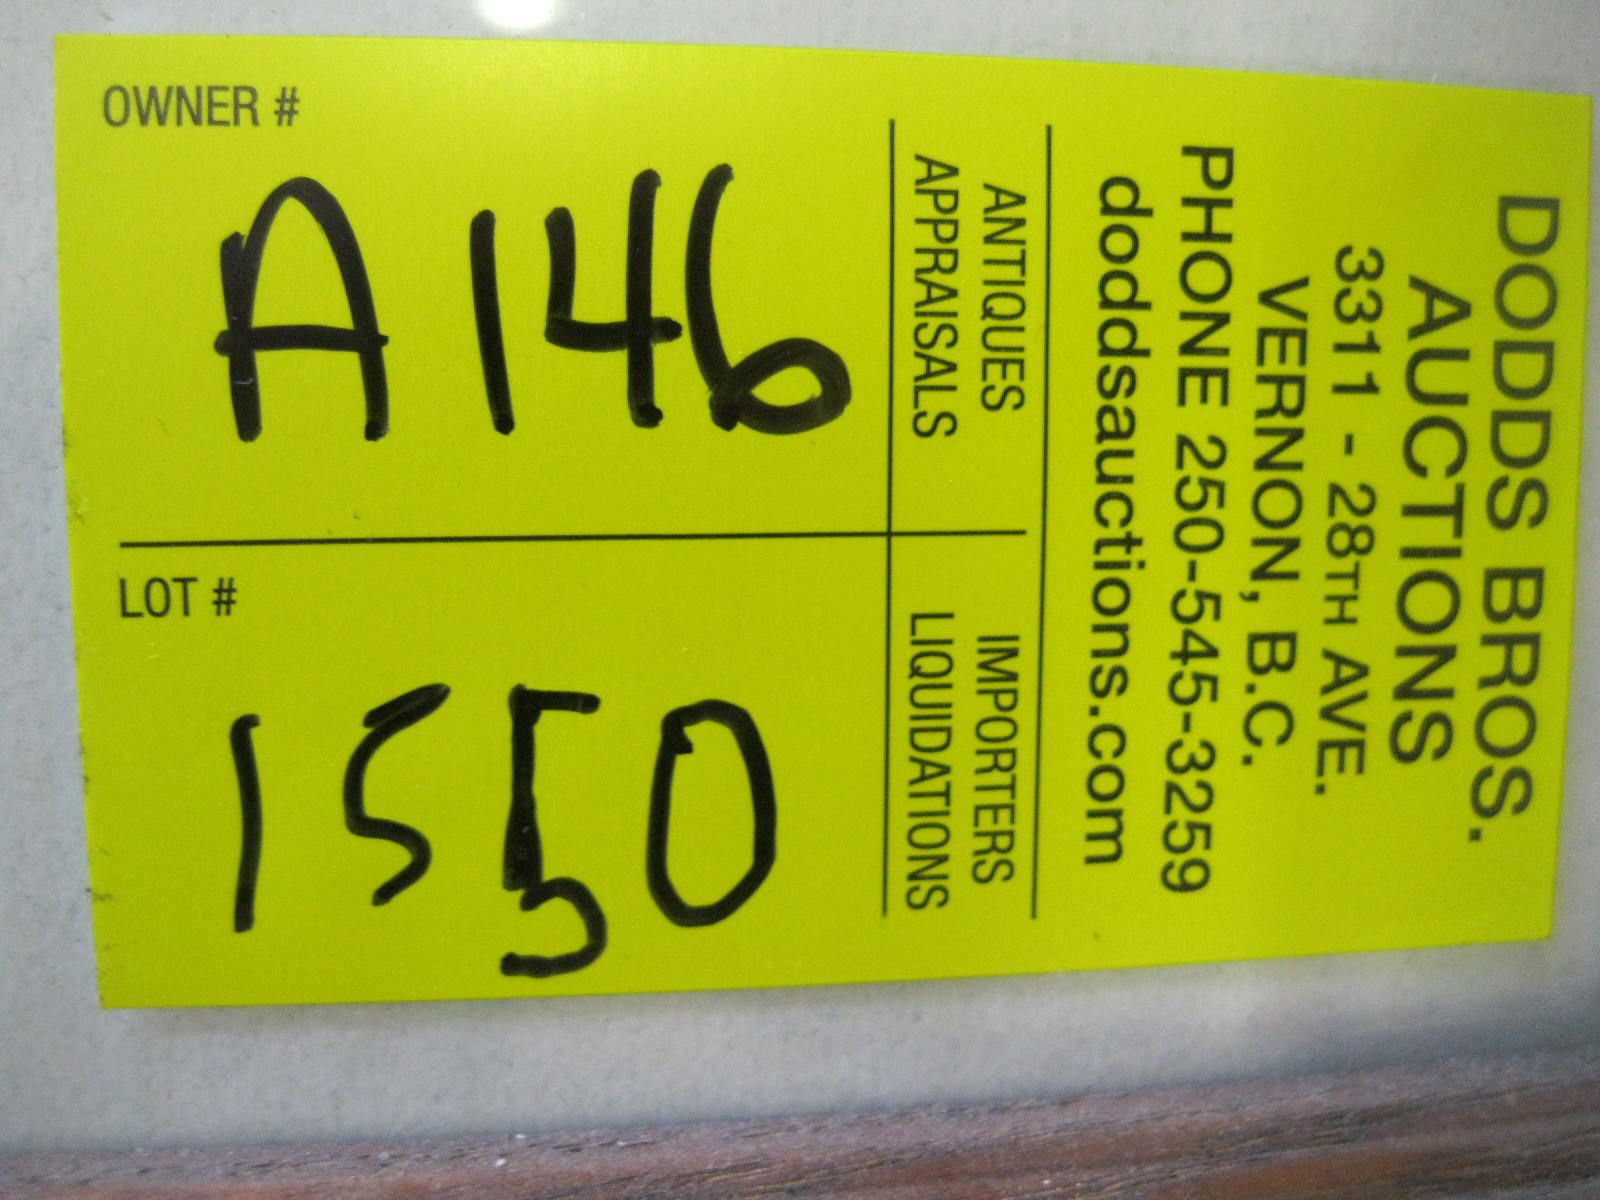 OWNER #
A146
LOT #
1550
DODDS BROS.
AUCTIONS
3311 - 28TH AVE.
VERNON, B.C.
PHONE 250-545-3259
doddsauctions.com
ANTIQUES
APPRAISALS
IMPORTERS
LIQUIDATIONS